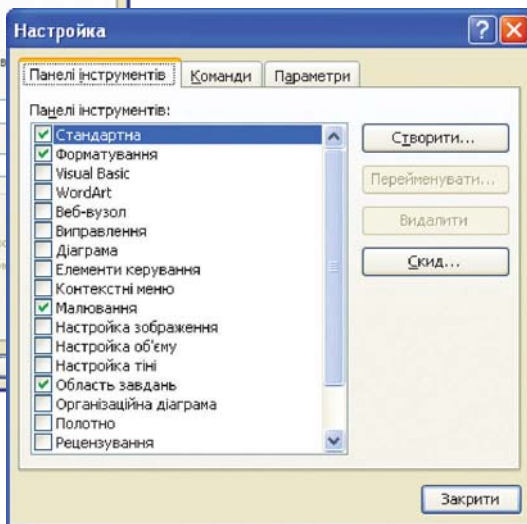 Настройка
Панелі інструментів
Команди
Параметри
Панелі інструментів:
Стандартна
Форматування
Visual Basic
WordArt
Веб-вузол
Виправлення
Діаграма
Елементи керування
Контекстні меню
Малювання
Настройка зображення
Настройка об'єму
Настройка тіні
Область завдань
Організаційна діаграма
Полотно
Рецензування
Створити...
Перейменувати...
Видалити
Скид...
Закрити